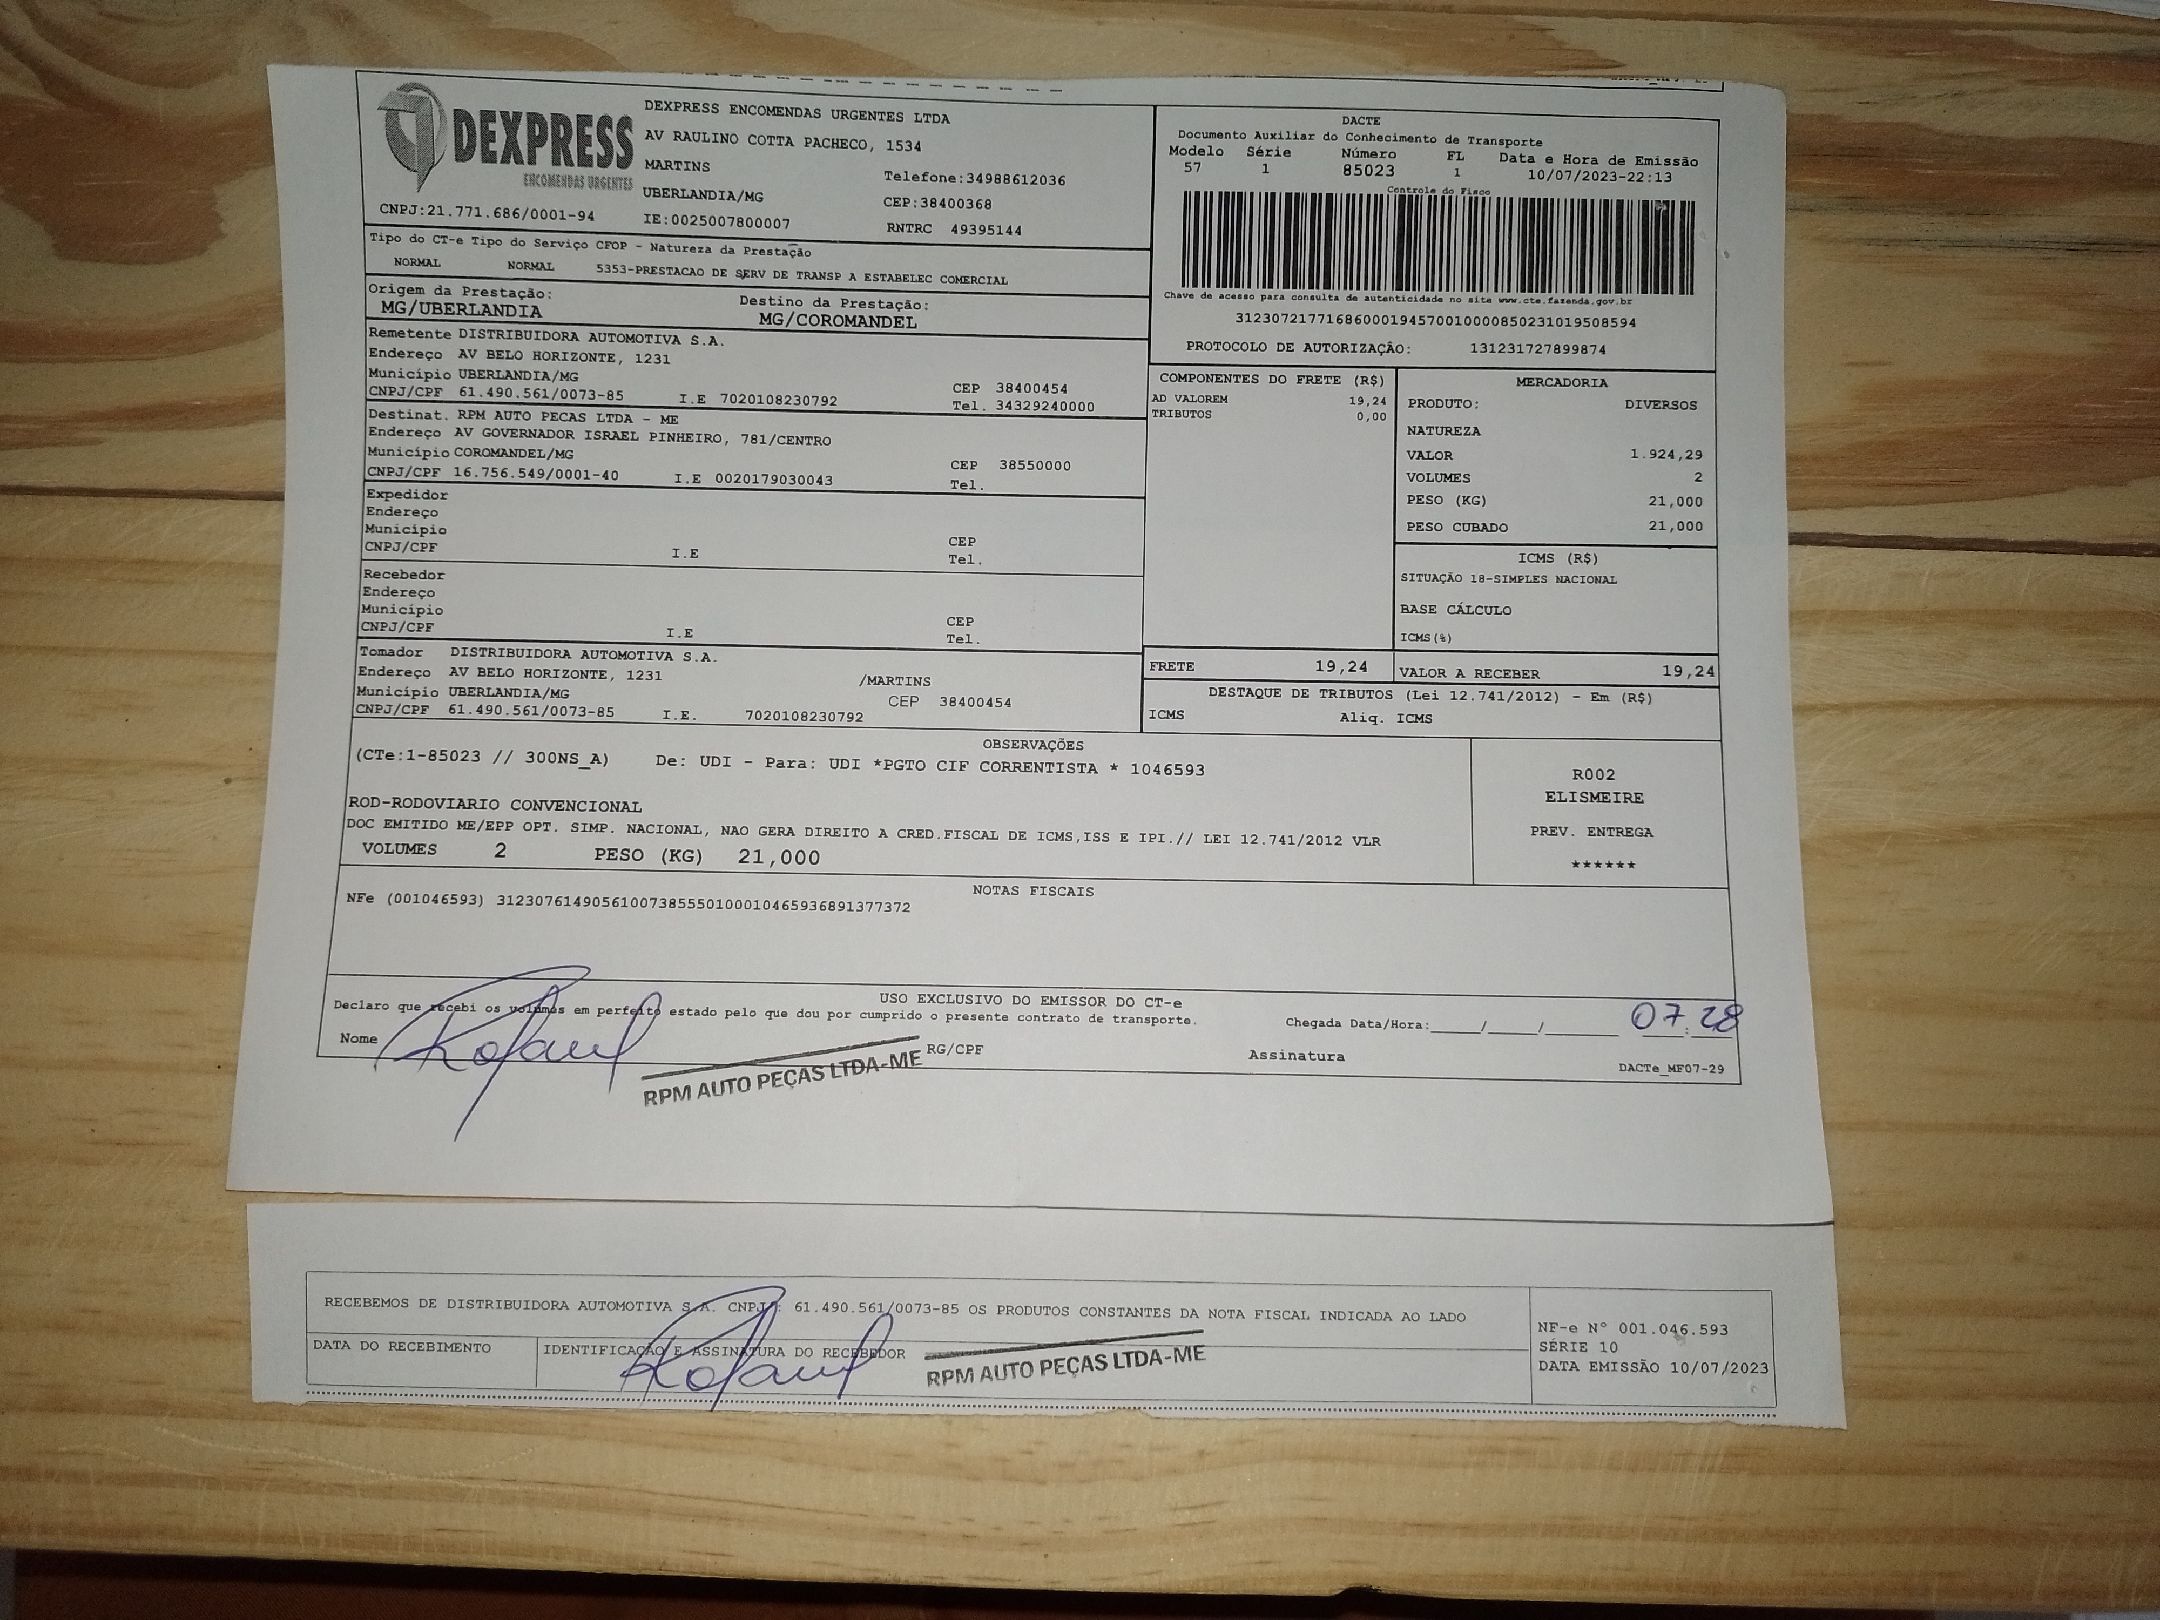 DEXPRESS
ENCOMENDAS URGENTES
CNPJ:21.771.686/0001-94
DEXPRESS ENCOMENDAS URGENTES LTDA
AV RAULINO COTTA PACHECO, 1534
MARTINS
Telefone:34988612036
UBERLANDIA/MG
CEP:38400368
IE:0025007800007
RNTRC 49395144
DACTE
Documento Auxiliar do Conhecimento de Transporte
Modelo Série Número FL Data e Hora de Emissão
57 1 85023 1 10/07/2023-22:13
Controle do Fisco
Chave de acesso para consulta de autenticidade no site www.cte.fazenda.gov.br
31230721771686000194570010000850231019508594
PROTOCOLO DE AUTORIZAÇÃO: 131231727899874
Tipo do CT-e Tipo do Serviço CFOP - Natureza da Prestação
NORMAL NORMAL 5353-PRESTACAO DE SERV DE TRANSP A ESTABELEC COMERCIAL
Origem da Prestação: Destino da Prestação:
MG/UBERLANDIA MG/COROMANDEL
Remetente DISTRIBUIDORA AUTOMOTIVA S.A.
Endereço AV BELO HORIZONTE, 1231
Município UBERLANDIA/MG CEP 38400454
CNPJ/CPF 61.490.561/0073-85 I.E 7020108230792 Tel. 34329240000
Destinat. RPM AUTO PECAS LTDA - ME
Endereço AV GOVERNADOR ISRAEL PINHEIRO, 781/CENTRO
Município COROMANDEL/MG CEP 38550000
CNPJ/CPF 16.756.549/0001-40 I.E 0020179030043 Tel.
Expedidor
Endereço
Município CEP
CNPJ/CPF I.E Tel.
Recebedor
Endereço
Município CEP
CNPJ/CPF I.E Tel.
Tomador DISTRIBUIDORA AUTOMOTIVA S.A.
Endereço AV BELO HORIZONTE, 1231 /MARTINS
Município UBERLANDIA/MG CEP 38400454
CNPJ/CPF 61.490.561/0073-85 I.E. 7020108230792
COMPONENTES DO FRETE (R$)
AD VALOREM 19,24
TRIBUTOS 0,00
MERCADORIA
PRODUTO: DIVERSOS
NATUREZA
VALOR 1.924,29
VOLUMES 2
PESO (KG) 21,000
PESO CUBADO 21,000
ICMS (R$)
SITUAÇÃO 18-SIMPLES NACIONAL
BASE CÁLCULO
ICMS(%)
FRETE 19,24 VALOR A RECEBER 19,24
DESTAQUE DE TRIBUTOS (Lei 12.741/2012) - Em (R$)
ICMS Aliq. ICMS
OBSERVAÇÕES
(CTe:1-85023 // 300NS_A) De: UDI - Para: UDI *PGTO CIF CORRENTISTA * 1046593
ROD-RODOVIARIO CONVENCIONAL
DOC EMITIDO ME/EPP OPT. SIMP. NACIONAL, NAO GERA DIREITO A CRED.FISCAL DE ICMS,ISS E IPI.// LEI 12.741/2012 VLR
VOLUMES 2 PESO (KG) 21,000
R002
ELISMEIRE
PREV. ENTREGA
******
NOTAS FISCAIS
NFe (001046593) 31230761490561007385550100010465936891377372
USO EXCLUSIVO DO EMISSOR DO CT-e
Declaro que recebi os volumes em perfeito estado pelo que dou por cumprido o presente contrato de transporte.
Chegada Data/Hora:____/____/______ 07:28
Nome RG/CPF Assinatura
RPM AUTO PEÇAS LTDA-ME
DACTe_MF07-29
RECEBEMOS DE DISTRIBUIDORA AUTOMOTIVA S.A. CNPJ: 61.490.561/0073-85 OS PRODUTOS CONSTANTES DA NOTA FISCAL INDICADA AO LADO
DATA DO RECEBIMENTO IDENTIFICAÇÃO E ASSINATURA DO RECEBEDOR
RPM AUTO PEÇAS LTDA-ME
NF-e N° 001.046.593
SÉRIE 10
DATA EMISSÃO 10/07/2023